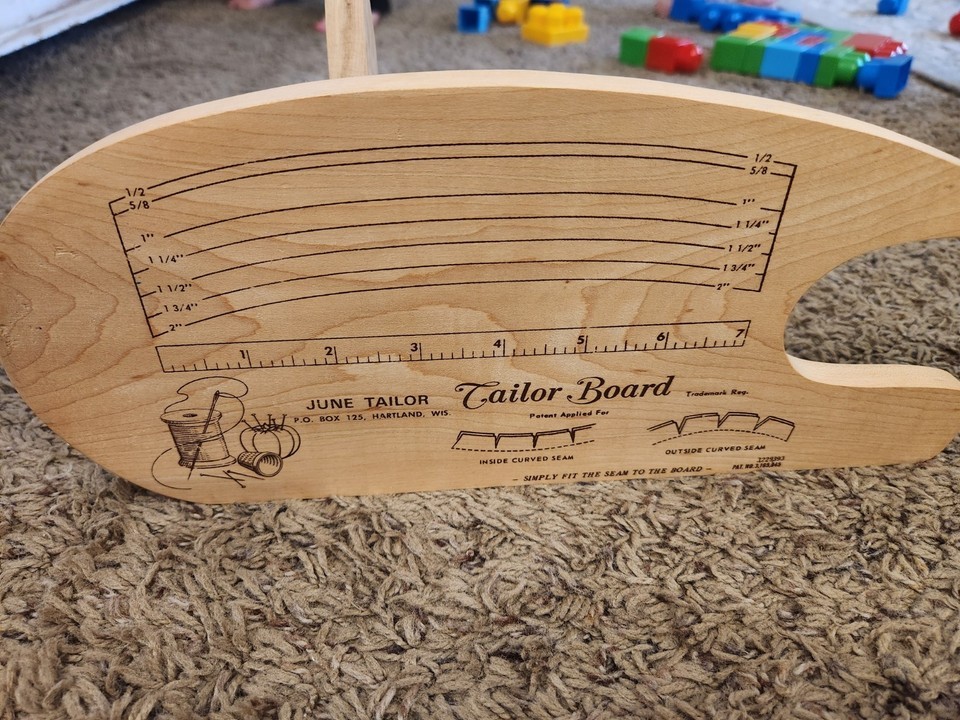 1/2 1/2
5/8 5/8
1" 1"
1 1/4" 1 1/4"
1 1/2" 1 1/2"
1 3/4" 1 3/4"
2" 2"
1 2 3 4 5 6 7
JUNE TAILOR
P.O. BOX 125, HARTLAND, WIS.
Tailor Board Trademark Reg.
Patent Applied For
INSIDE CURVED SEAM
OUTSIDE CURVED SEAM
- SIMPLY FIT THE SEAM TO THE BOARD -
PAT. NO.